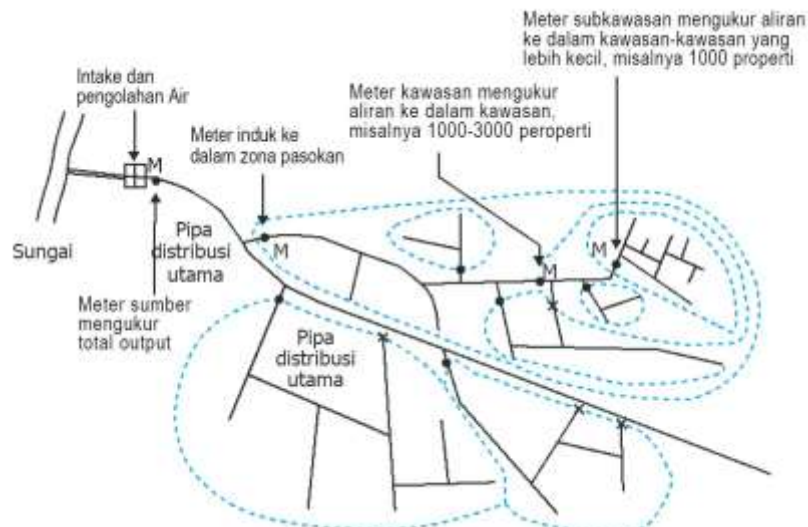 Meter subkawasan mengukur aliran
ke dalam kawasan-kawasan yang
lebih kecil, misalnya 1000 properti
Intake dan
pengolahan Air
Meter kawasan mengukur
aliran ke dalam kawasan,
misalnya 1000-3000 peroperti
Meter induk ke
dalam zona pasokan
M
Sungai
Pipa
distribusi
utama
M
M
M
Meter sumber
mengukur
total output
Pipa
distribusi
utama